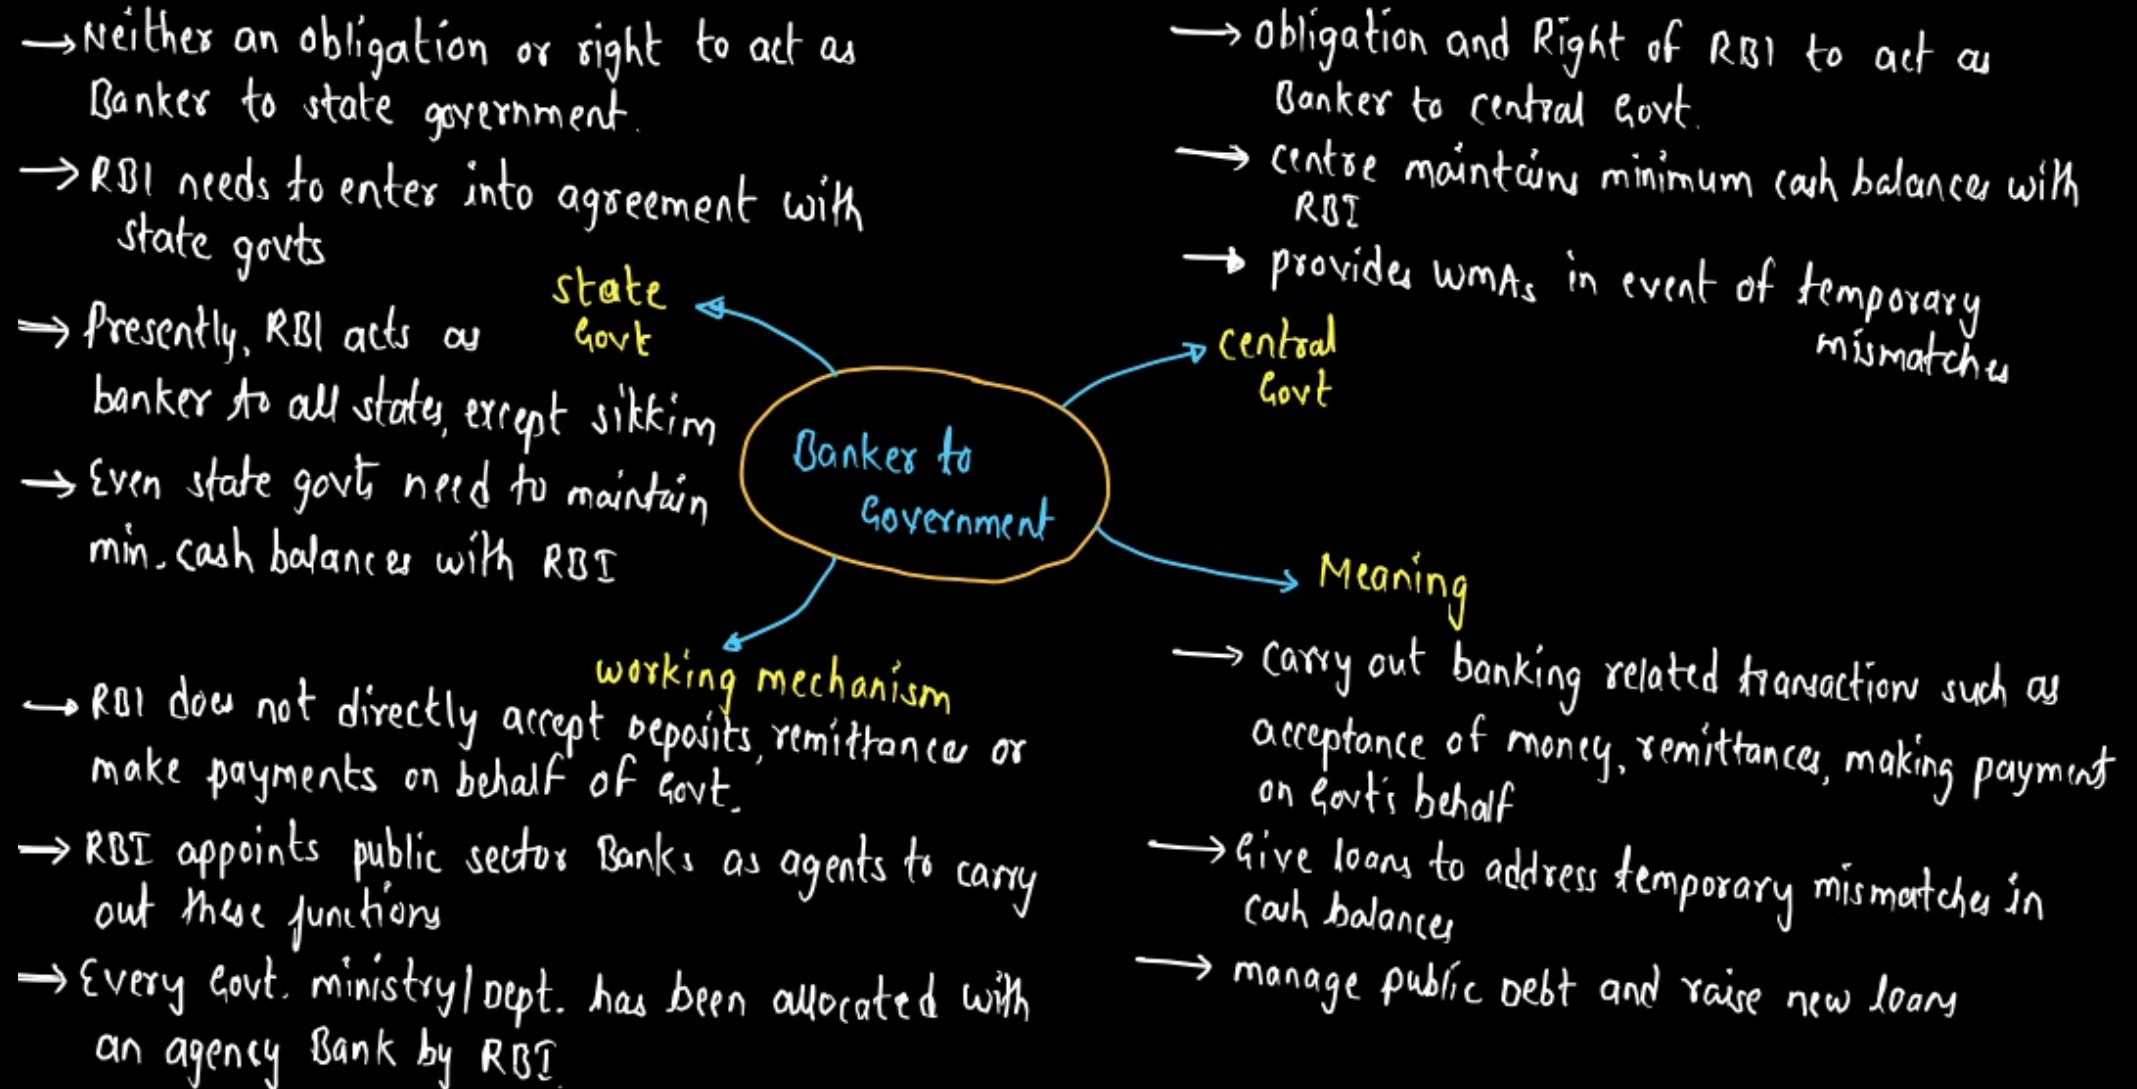 → Neither an obligation or right to act as
Banker to state government.
→ RBI needs to enter into agreement with
state govts
→ Presently, RBI acts as
banker to all states, except sikkim
→ Even state govts need to maintain
min. cash balances with RBI
state
Govt
→ obligation and Right of RBI to act as
Banker to central Govt.
→ centre maintains minimum cash balances with
RBI
→ provides WMAs in event of temporary
mismatches
central
Govt
Banker to
Government
working mechanism
→ RBI does not directly accept Deposits, remittances or
make payments on behalf of Govt.
→ RBI appoints public sector Banks as agents to carry
out these functions
→ Every Govt. ministry/Dept. has been allocated with
an agency Bank by RBI
Meaning
→ carry out banking related transactions such as
acceptance of money, remittances, making payment
on Govt's behalf
→ Give loans to address temporary mismatches in
cash balances
→ manage public Debt and raise new loans